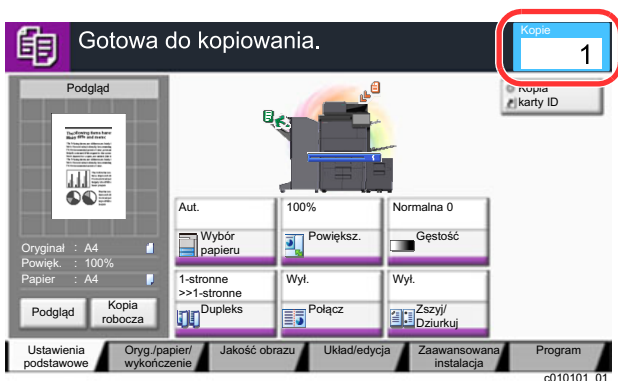 Gotowa do kopiowania.
Kopie
1
Podgląd
Kopia
karty ID
Oryginał : A4
Powięk. : 100%
Papier : A4
Podgląd
Kopia
robocza
Aut.
Wybór
papieru
100%
Powiększ.
Normalna 0
Gęstość
1-stronne
>>1-stronne
Dupleks
Wył.
Połącz
Wył.
Zszyj/
Dziurkuj
Ustawienia
podstawowe
Oryg./papier/
wykończenie
Jakość obrazu
Układ/edycja
Zaawansowana
instalacja
Program
c010101_01